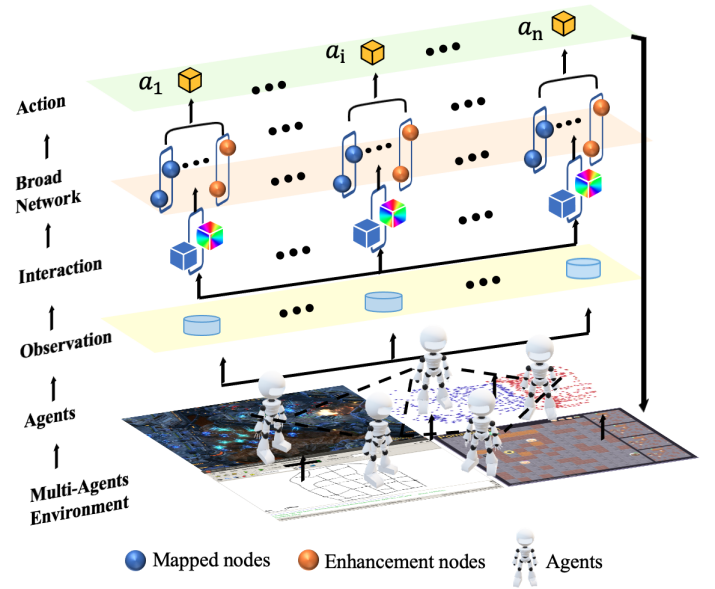 a₁
aᵢ
aₙ
Action
Broad
Network
Interaction
Observation
Agents
Multi-Agents
Environment
Mapped nodes
Enhancement nodes
Agents